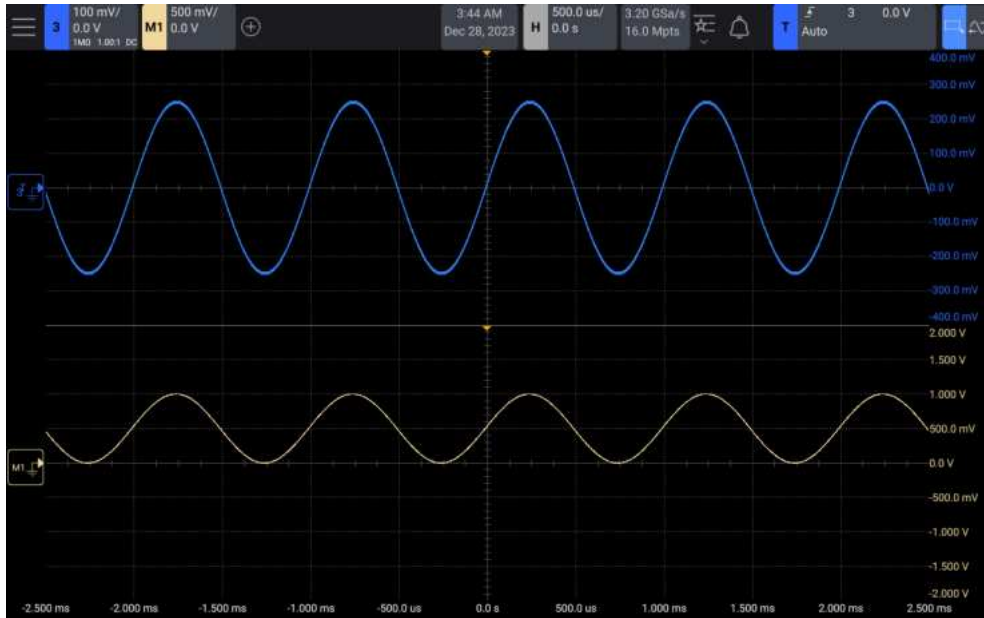 3
100 mV/
0.0 V
1MΩ 1.00:1 DC
M1
500 mV/
0.0 V
3:44 AM
Dec 28, 2023
H
500.0 us/
0.0 s
3.20 GSa/s
16.0 Mpts
T
3 0.0 V
Auto
400.0 mV
300.0 mV
200.0 mV
100.0 mV
0.0 V
-100.0 mV
-200.0 mV
-300.0 mV
-400.0 mV
2.000 V
1.500 V
1.000 V
500.0 mV
M1
0.0 V
-500.0 mV
-1.000 V
-1.500 V
-2.000 V
-2.500 ms -2.000 ms -1.500 ms -1.000 ms -500.0 us 0.0 s 500.0 us 1.000 ms 1.500 ms 2.000 ms 2.500 ms